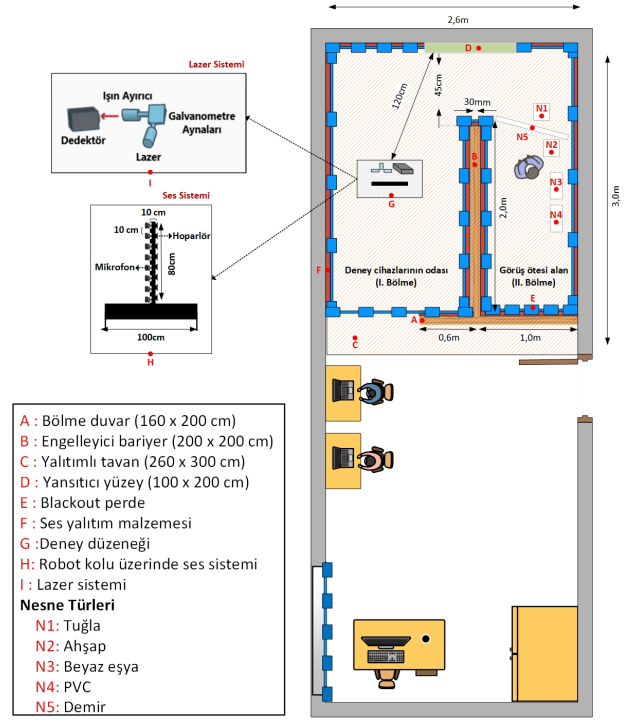 2,6m
Lazer Sistemi
Işın Ayırıcı
Galvanometre
Aynaları
Dedektör
Lazer
I
Ses Sistemi
10 cm
10 cm
Hoparlör
Mikrofon
80cm
100cm
H
D
120cm
45cm
30mm
N1
N5
N2
B
N3
2,0m
G
N4
3,0m
F
Deney cihazlarının odası
(I. Bölme)
Görüş ötesi alan
(II. Bölme)
E
A
0,6m
1,0m
C
A : Bölme duvar (160 x 200 cm)
B : Engelleyici bariyer (200 x 200 cm)
C : Yalıtımlı tavan (260 x 300 cm)
D : Yansıtıcı yüzey (100 x 200 cm)
E : Blackout perde
F : Ses yalıtım malzemesi
G :Deney düzeneği
H: Robot kolu üzerinde ses sistemi
I : Lazer sistemi
Nesne Türleri
N1: Tuğla
N2: Ahşap
N3: Beyaz eşya
N4: PVC
N5: Demir